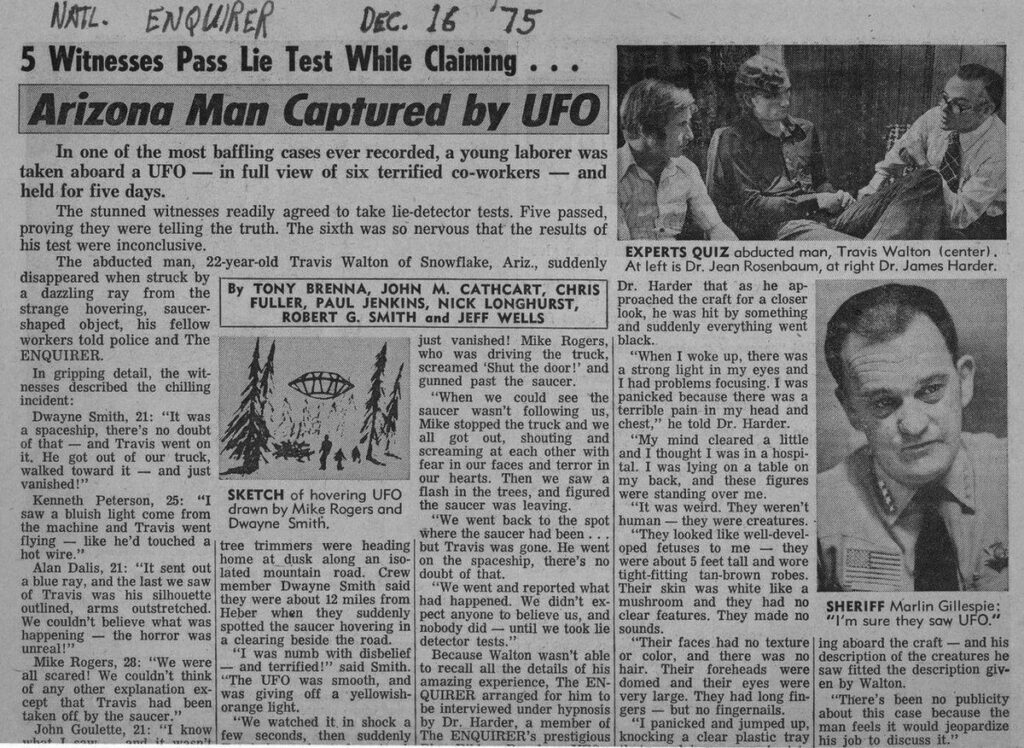 NATL. ENQUIRER DEC. 16 '75
5 Witnesses Pass Lie Test While Claiming . . .
Arizona Man Captured by UFO
In one of the most baffling cases ever recorded, a young laborer was
taken aboard a UFO — in full view of six terrified co-workers — and
held for five days.
The stunned witnesses readily agreed to take lie-detector tests. Five passed,
proving they were telling the truth. The sixth was so nervous that the results of
his test were inconclusive.
The abducted man, 22-year-old Travis Walton of Snowflake, Ariz., suddenly
disappeared when struck by
a dazzling ray from the
strange hovering, saucer-
shaped object, his fellow
workers told police and The
ENQUIRER.
In gripping detail, the wit-
nesses described the chilling
incident:
Dwayne Smith, 21: "It was
a spaceship, there's no doubt
of that — and Travis went on
it. He got out of our truck,
walked toward it — and just
vanished!"
Kenneth Peterson, 25: "I
saw a bluish light come from
the machine and Travis went
flying — like he'd touched a
hot wire."
Alan Dalis, 21: "It sent out
a blue ray, and the last we saw
of Travis was his silhouette
outlined, arms outstretched.
We couldn't believe what was
happening — the horror was
unreal!"
Mike Rogers, 28: "We were
all scared! We couldn't think
of any other explanation ex-
cept that Travis had been
taken off by the saucer."
John Goulette, 21: "I know
what I saw — and it wasn't
By TONY BRENNA, JOHN M. CATHCART, CHRIS
FULLER, PAUL JENKINS, NICK LONGHURST,
ROBERT G. SMITH and JEFF WELLS
SKETCH of hovering UFO
drawn by Mike Rogers and
Dwayne Smith.
tree trimmers were heading
home at dusk along an iso-
lated mountain road. Crew
member Dwayne Smith said
they were about 12 miles from
Heber when they suddenly
spotted the saucer hovering in
a clearing beside the road.
"I was numb with disbelief
— and terrified!" said Smith.
"The UFO was smooth, and
was giving off a yellowish-
orange light.
"We watched it in shock a
few seconds, then suddenly
just vanished! Mike Rogers,
who was driving the truck,
screamed 'Shut the door!' and
gunned past the saucer.
"When we could see the
saucer wasn't following us,
Mike stopped the truck and we
all got out, shouting and
screaming at each other with
fear in our faces and terror in
our hearts. Then we saw a
flash in the trees, and figured
the saucer was leaving.
"We went back to the spot
where the saucer had been . . .
but Travis was gone. He went
on the spaceship, there's no
doubt of that.
"We went and reported what
had happened. We didn't ex-
pect anyone to believe us, and
nobody did — until we took lie
detector tests."
Because Walton wasn't able
to recall all the details of his
amazing experience, The EN-
QUIRER arranged for him to
be interviewed under hypnosis
by Dr. Harder, a member of
The ENQUIRER's prestigious
EXPERTS QUIZ abducted man, Travis Walton (center).
At left is Dr. Jean Rosenbaum, at right Dr. James Harder.
Dr. Harder that as he ap-
proached the craft for a closer
look, he was hit by something
and suddenly everything went
black.
"When I woke up, there was
a strong light in my eyes and
I had problems focusing. I was
panicked because there was a
terrible pain in my head and
chest," he told Dr. Harder.
"My mind cleared a little
and I thought I was in a hospi-
tal. I was lying on a table on
my back, and these figures
were standing over me.
"It was weird. They weren't
human — they were creatures.
"They looked like well-devel-
oped fetuses to me — they
were about 5 feet tall and wore
tight-fitting tan-brown robes.
Their skin was white like a
mushroom and they had no
clear features. They made no
sounds.
"Their faces had no texture
or color, and there was no
hair. Their foreheads were
domed and their eyes were
very large. They had long fin-
gers — but no fingernails.
"I panicked and jumped up,
knocking a clear plastic tray
SHERIFF Marlin Gillespie:
"I'm sure they saw UFO."
ing aboard the craft — and his
description of the creatures he
saw fitted the description giv-
en by Walton.
"There's been no publicity
about this case because the
man feels it would jeopardize
his job to discuss it."